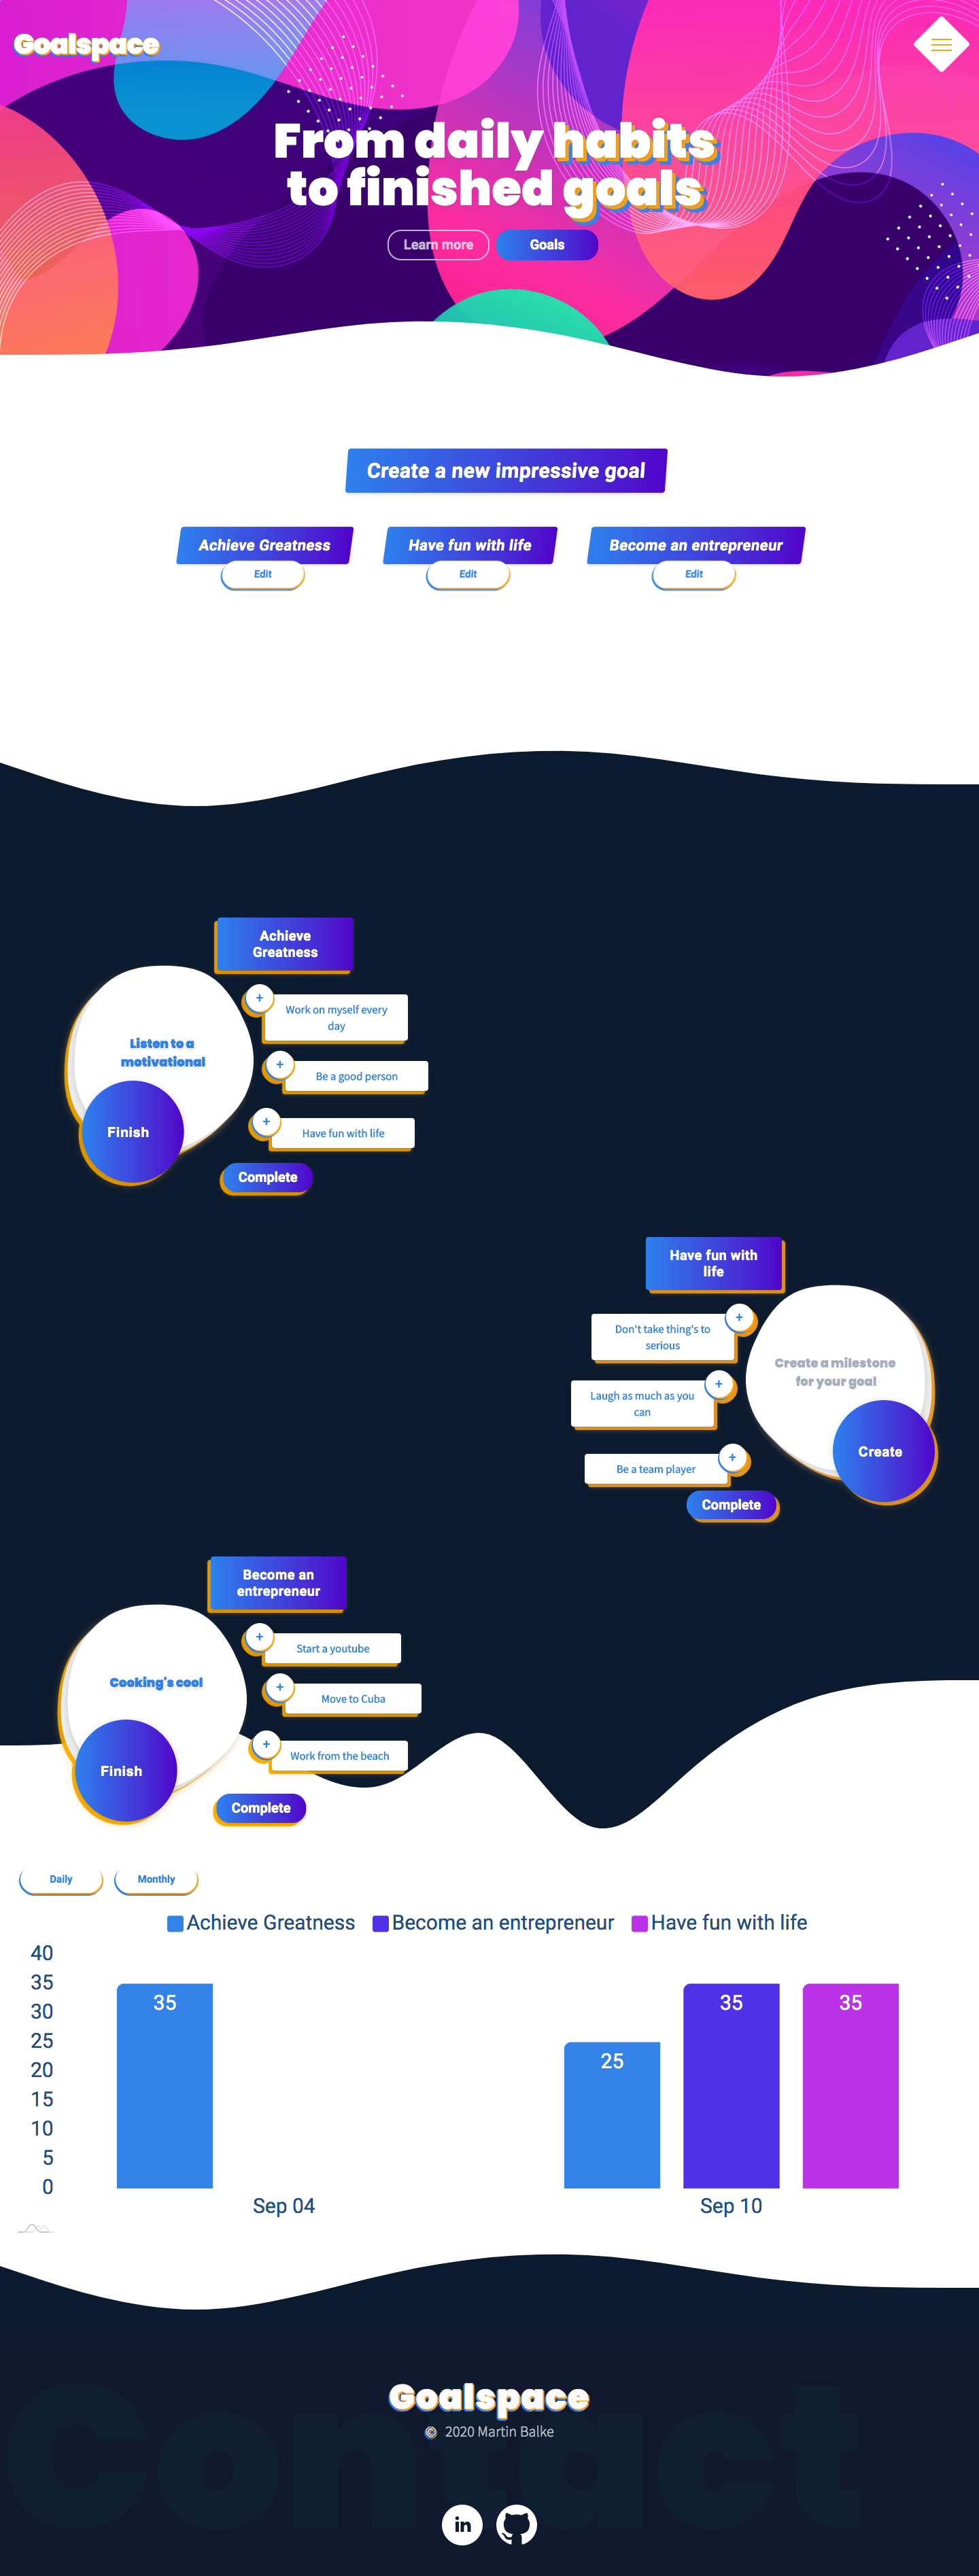 Goalspace
From daily habits
to finished goals
Learn more
Goals
Create a new impressive goal
Achieve Greatness
Have fun with life
Become an entrepreneur
Edit
Edit
Edit
Achieve
Greatness
Listen to a
motivational
Finish
+
Work on myself every
day
+
Be a good person
+
Have fun with life
Complete
Have fun with
life
Don't take thing's to
serious
+
Laugh as much as you
can
+
Be a team player
+
Create a milestone
for your goal
Create
Complete
Become an
entrepreneur
Cooking's cool
Finish
+
Start a youtube
+
Move to Cuba
+
Work from the beach
Complete
Daily
Monthly
Achieve Greatness
Become an entrepreneur
Have fun with life
40
35
30
25
20
15
10
5
0
35
25
35
35
Sep 04
Sep 10
Contact
Goalspace
© 2020 Martin Balke
in